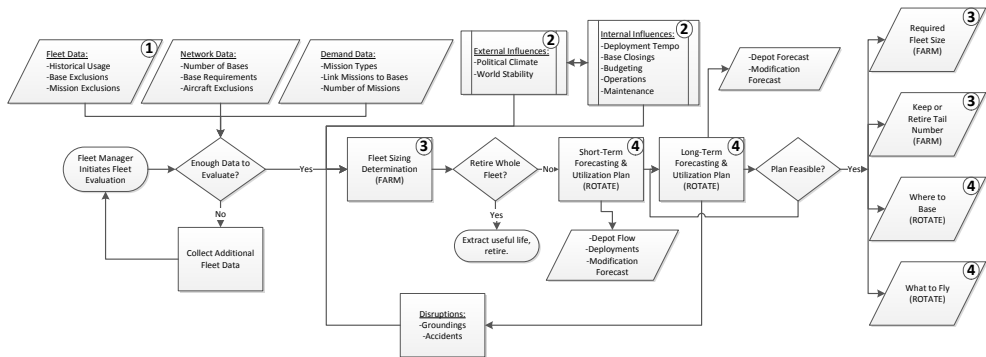 Fleet Data:
-Historical Usage
-Base Exclusions
-Mission Exclusions
1
Network Data:
-Number of Bases
-Base Requirements
-Aircraft Exclusions
Demand Data:
-Mission Types
-Link Missions to Bases
-Number of Missions
External Influences:
-Political Climate
-World Stability
2
Internal Influences:
-Deployment Tempo
-Base Closings
-Budgeting
-Operations
-Maintenance
2
-Depot Forecast
-Modification
Forecast
Required
Fleet Size
(FARM)
3
Fleet Manager
Initiates Fleet
Evaluation
Enough Data to
Evaluate?
Yes
No
Collect Additional
Fleet Data
Fleet Sizing
Determination
(FARM)
3
Retire Whole
Fleet?
No
Yes
Extract useful life,
retire.
Short-Term
Forecasting &
Utilization Plan
(ROTATE)
4
-Depot Flow
-Deployments
-Modification
Forecast
Long-Term
Forecasting &
Utilization Plan
(ROTATE)
4
Plan Feasible?
Yes
Keep or
Retire Tail
Number
(FARM)
3
Where to
Base
(ROTATE)
4
What to Fly
(ROTATE)
4
Disruptions:
-Groundings
-Accidents